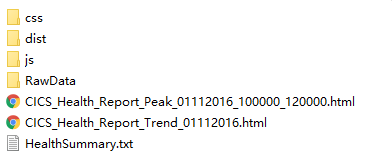 css
dist
js
RawData
CICS_Health_Report_Peak_01112016_100000_120000.html
CICS_Health_Report_Trend_01112016.html
HealthSummary.txt